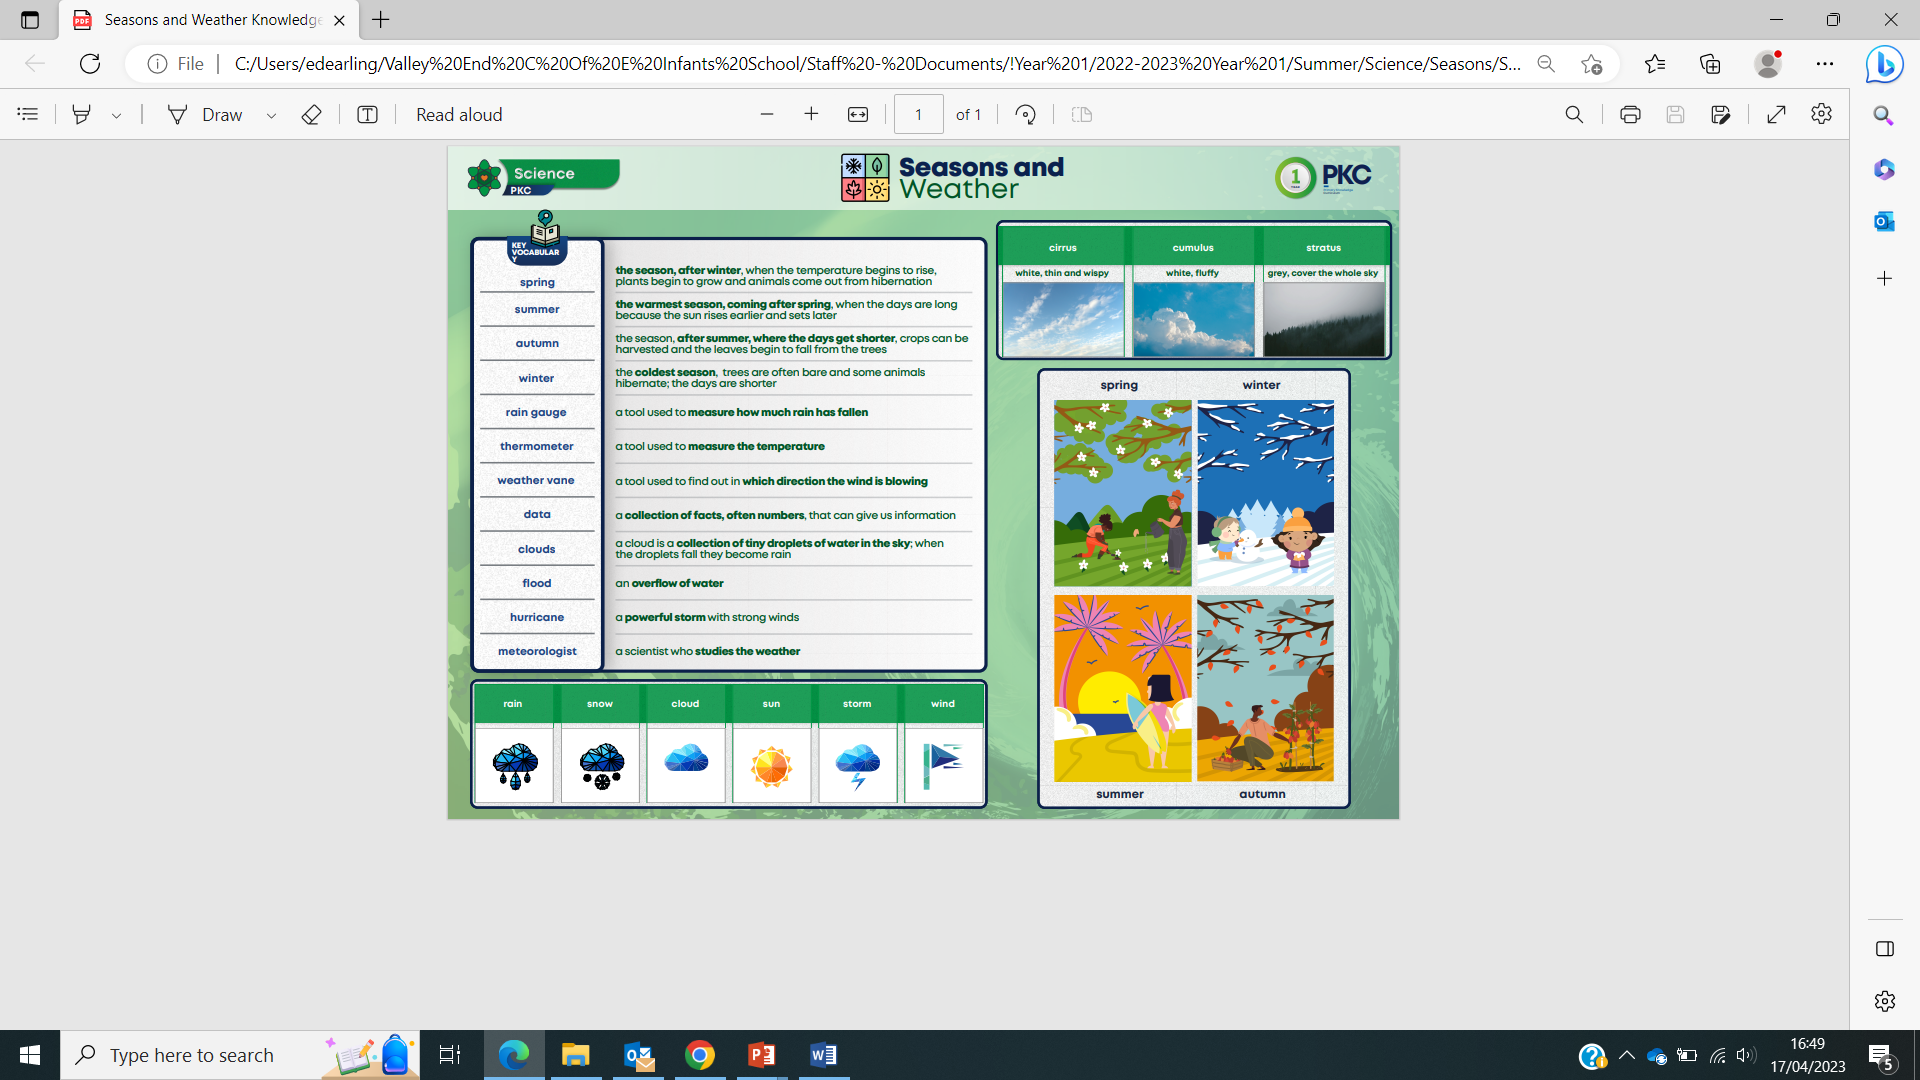 Seasons and Weather Knowledge
File
C:/Users/edearling/Valley%20End%20C%20Of%20E%20Infants%20School/Staff%20-%20Documents/!Year%201/2022-2023%20Year%201/Summer/Science/Seasons/S...
Draw
Read aloud
1
of 1
Science
PKC
Seasons and
Weather
1
YEAR
PKC
KEY
VOCABULAR
Y
spring
the season, after winter, when the temperature begins to rise,
plants begin to grow and animals come out from hibernation
summer
the warmest season, coming after spring, when the days are long
because the sun rises earlier and sets later
autumn
the season, after summer, where the days get shorter, crops can be
harvested and the leaves begin to fall from the trees
winter
the coldest season, trees are often bare and some animals
hibernate; the days are shorter
rain gauge
a tool used to measure how much rain has fallen
thermometer
a tool used to measure the temperature
weather vane
a tool used to find out in which direction the wind is blowing
data
a collection of facts, often numbers, that can give us information
clouds
a cloud is a collection of tiny droplets of water in the sky; when
the droplets fall they become rain
flood
an overflow of water
hurricane
a powerful storm with strong winds
meteorologist
a scientist who studies the weather
rain snow cloud sun storm wind
cirrus cumulus stratus
white, thin and wispy white, fluffy grey, cover the whole sky
spring winter
summer autumn
Type here to search
16:49
17/04/2023
5